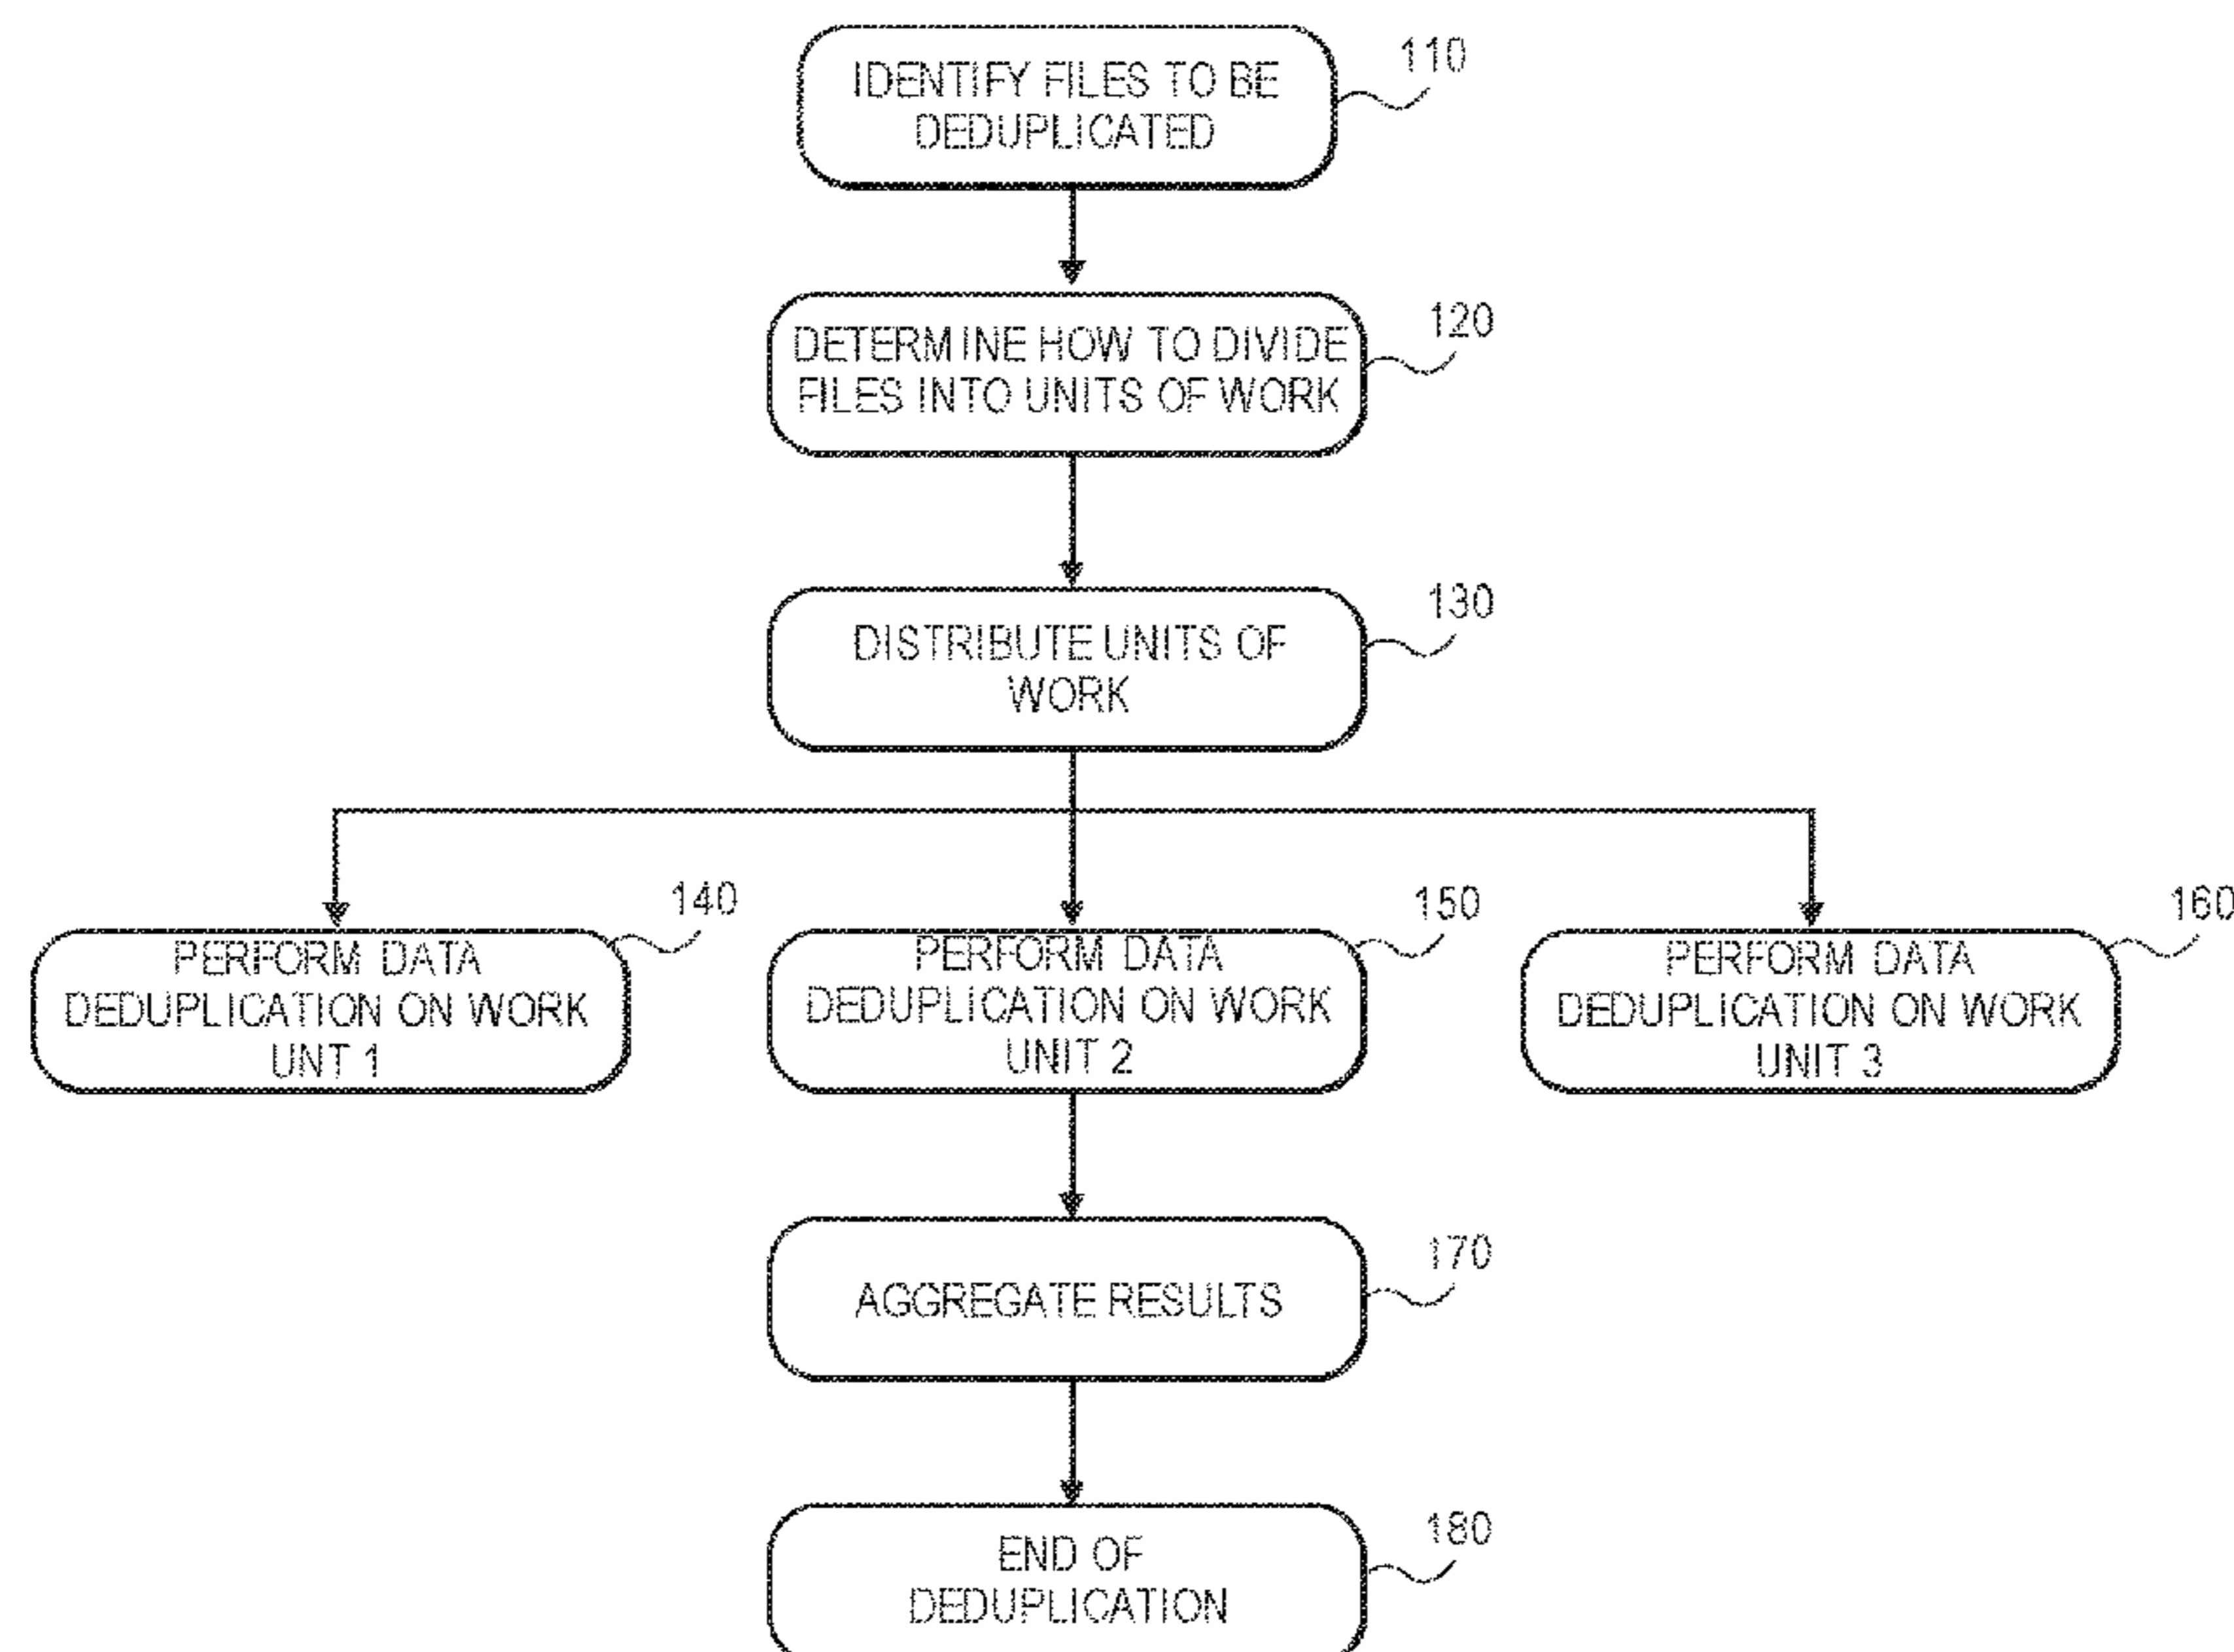 IDENTIFY FILES TO BE
DEDUPLICATED
110
DETERMINE HOW TO DIVIDE
FILES INTO UNITS OF WORK
120
DISTRIBUTE UNITS OF
WORK
130
PERFORM DATA
DEDUPLICATION ON WORK
UNT 1
140
PERFORM DATA
DEDUPLICATION ON WORK
UNIT 2
150
PERFORM DATA
DEDUPLICATION ON WORK
UNIT 3
160
AGGREGATE RESULTS
170
END OF
DEDUPLICATION
180